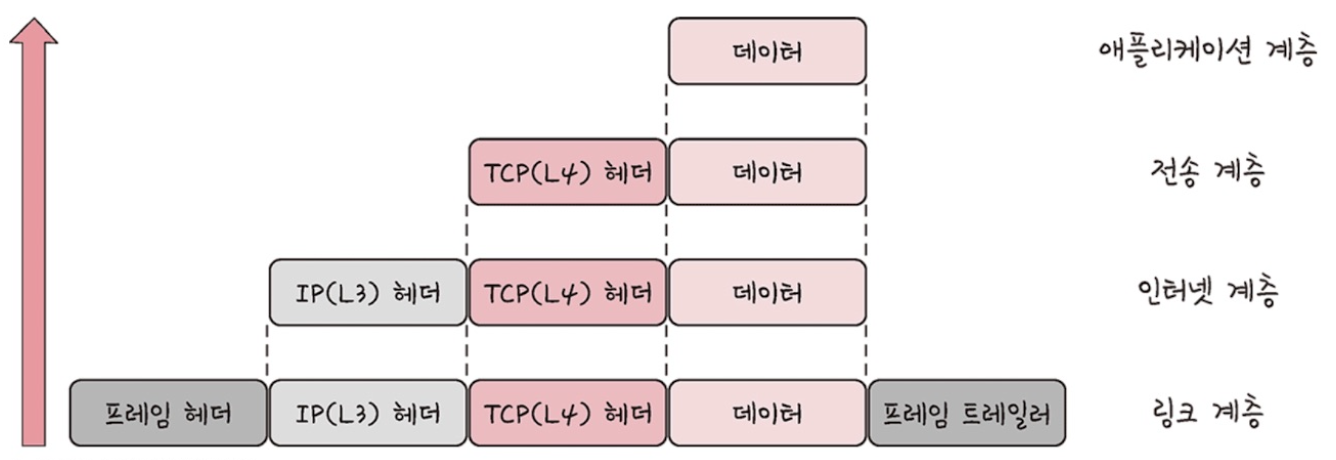 데이터 애플리케이션 계층
TCP(L4) 헤더 데이터 전송 계층
IP(L3) 헤더 TCP(L4) 헤더 데이터 인터넷 계층
프레임 헤더 IP(L3) 헤더 TCP(L4) 헤더 데이터 프레임 트레일러 링크 계층